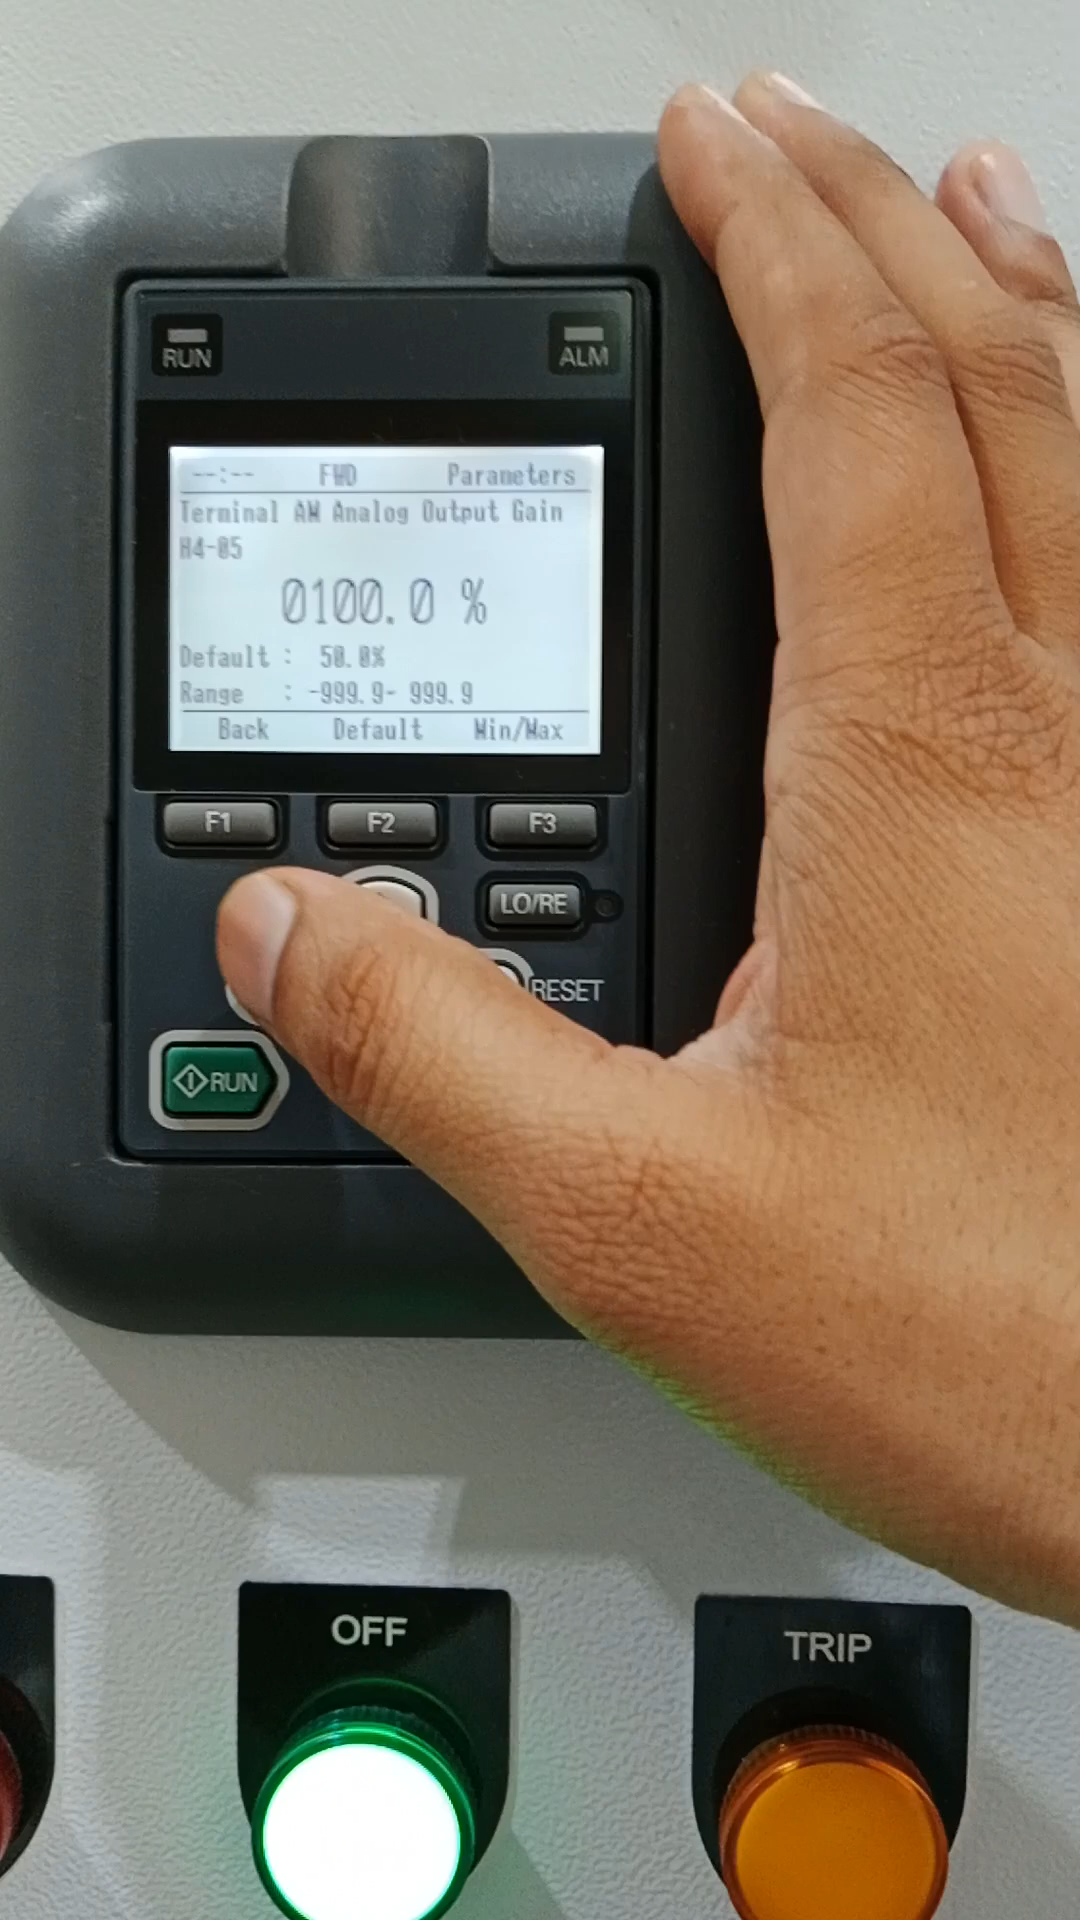 RUN ALM
--:-- FWD Parameters
Terminal AM Analog Output Gain
H4-05
0100.0 %
Default : 50.0%
Range : -999.9- 999.9
Back Default Min/Max
F1 F2 F3
LO/RE
RESET
RUN
OFF TRIP